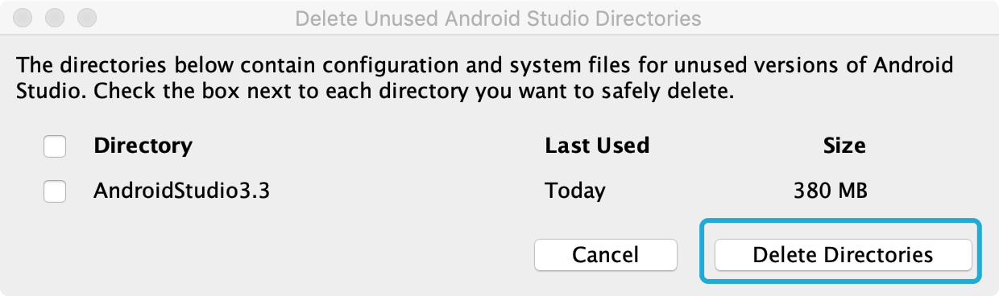 Delete Unused Android Studio Directories
The directories below contain configuration and system files for unused versions of Android
Studio. Check the box next to each directory you want to safely delete.
Directory Last Used Size
AndroidStudio3.3 Today 380 MB
Cancel Delete Directories